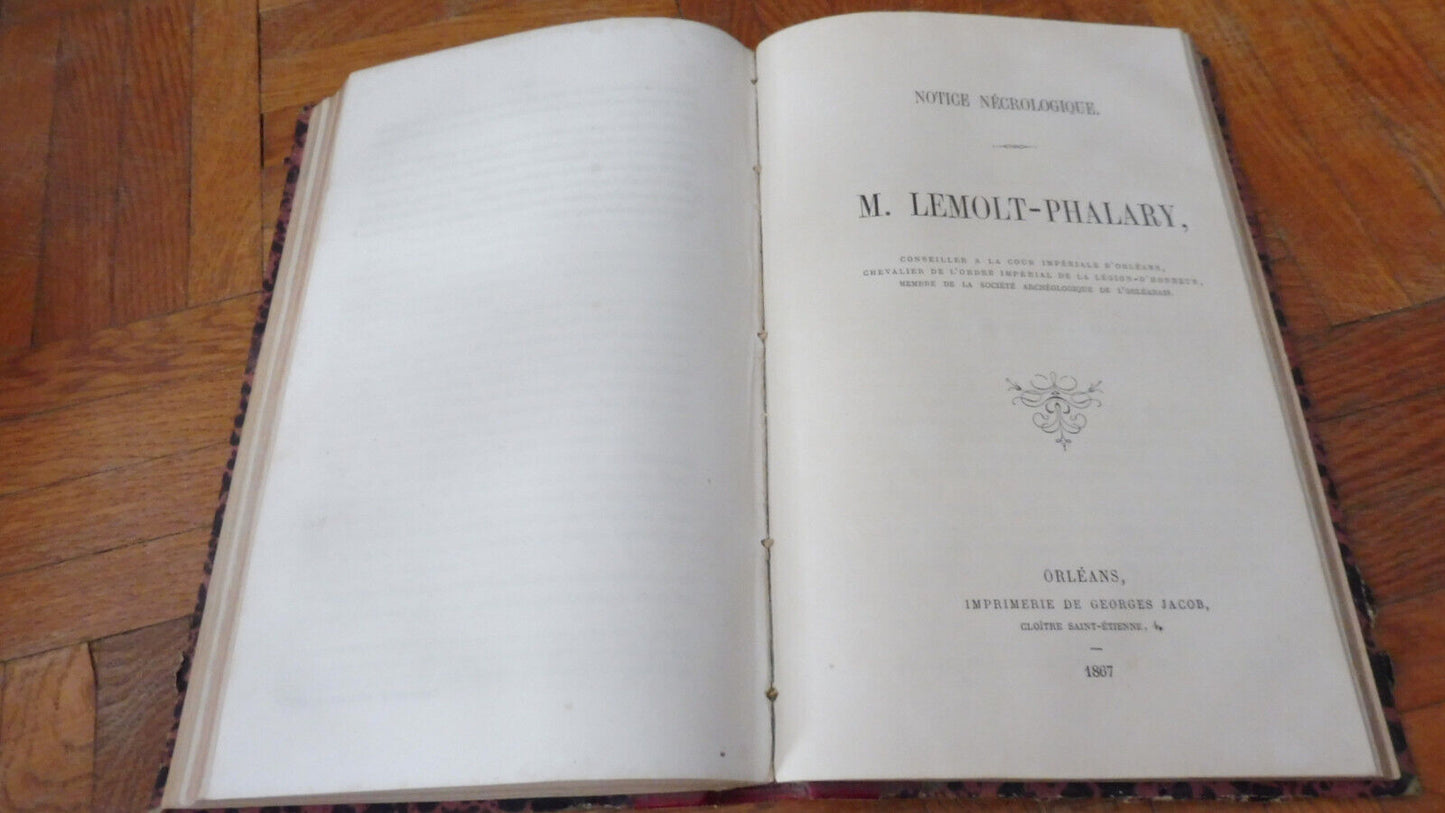 NOTICE NÉCROLOGIQUE.
M. LEMOLT-PHALARY,
CONSEILLER A LA COUR IMPÉRIALE D'ORLÉANS,
CHEVALIER DE L'ORDRE IMPÉRIAL DE LA LÉGION-D'HONNEUR,
MEMBRE DE LA SOCIÉTÉ ARCHÉOLOGIQUE DE L'ORLÉANAIS.
ORLÉANS,
IMPRIMERIE DE GEORGES JACOB,
CLOÎTRE SAINT-ÉTIENNE, 4.
1867